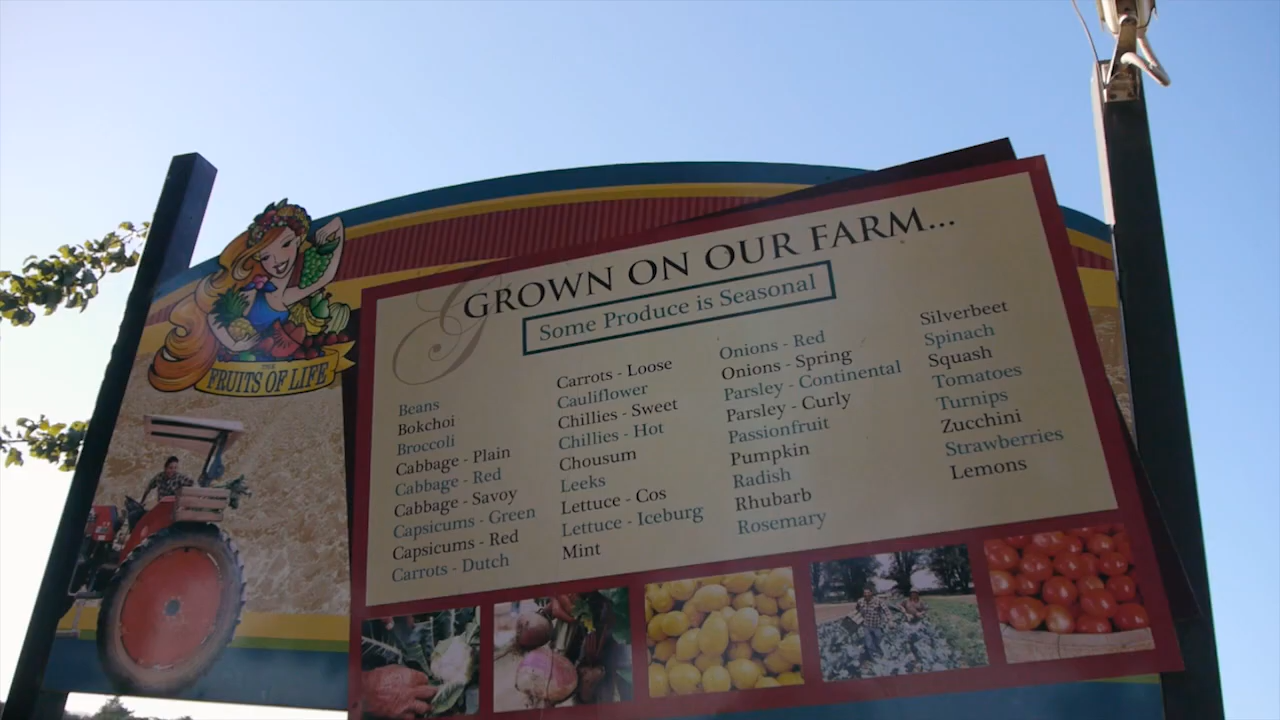 THE
FRUITS OF LIFE
GROWN ON OUR FARM...
Some Produce is Seasonal
Beans
Bokchoi
Broccoli
Cabbage - Plain
Cabbage - Red
Cabbage - Savoy
Capsicums - Green
Capsicums - Red
Carrots - Dutch
Carrots - Loose
Cauliflower
Chillies - Sweet
Chillies - Hot
Chousum
Leeks
Lettuce - Cos
Lettuce - Iceburg
Mint
Onions - Red
Onions - Spring
Parsley - Continental
Parsley - Curly
Passionfruit
Pumpkin
Radish
Rhubarb
Rosemary
Silverbeet
Spinach
Squash
Tomatoes
Turnips
Zucchini
Strawberries
Lemons